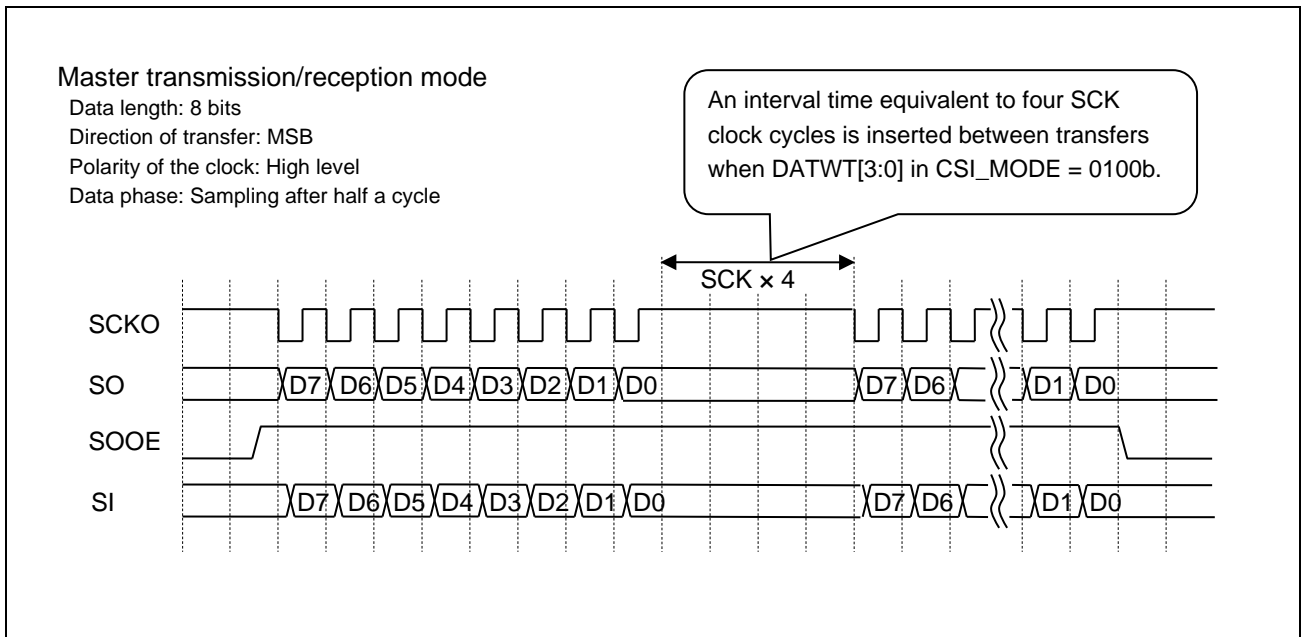 Master transmission/reception mode
Data length: 8 bits
Direction of transfer: MSB
Polarity of the clock: High level
Data phase: Sampling after half a cycle
An interval time equivalent to four SCK
clock cycles is inserted between transfers
when DATWT[3:0] in CSI_MODE = 0100b.
SCK × 4
SCKO
SO D7 D6 D5 D4 D3 D2 D1 D0 D7 D6 D1 D0
SOOE
SI D7 D6 D5 D4 D3 D2 D1 D0 D7 D6 D1 D0